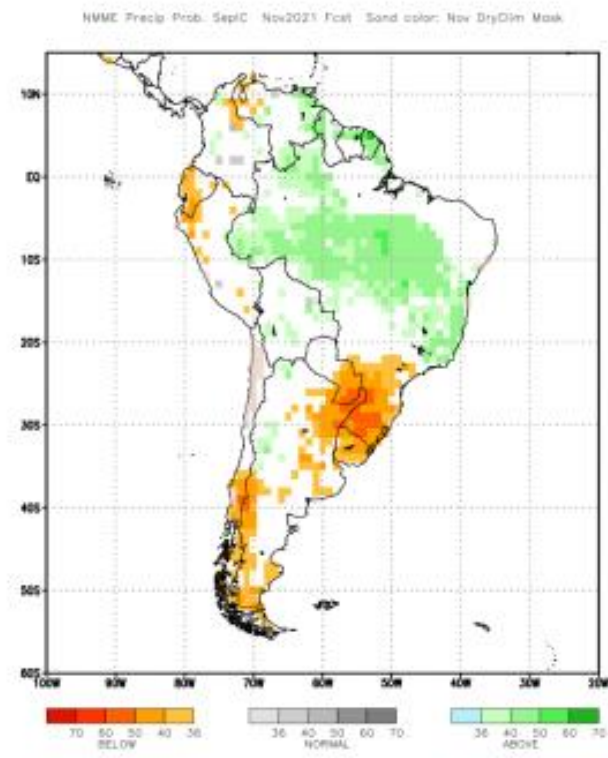 NMME Precip Prob. SepIC Nov2021 Fcst Sand color: Nov DryClim Mask
10N
EQ
10S
20S
30S
40S
50S
60S
100W 90W 80W 70W 60W 50W 40W 30W 20W
70 60 50 40 36
BELOW
36 40 50 60 70
NORMAL
36 40 50 60 70
ABOVE